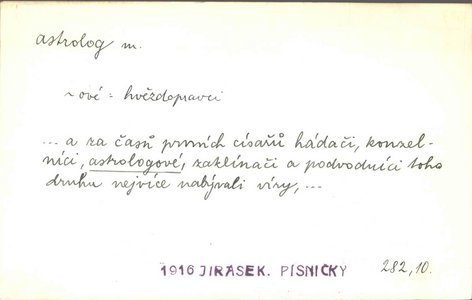 astrolog m.
~ové = hvězdopravci
... a za časů prvních císařů hádači, konzel-
níci, astrologové, zaklínači a podvodníci toho
druhu nejvíce nabývali víry, ...
1916 JIRASEK. PÍSNIČKY 282,10.